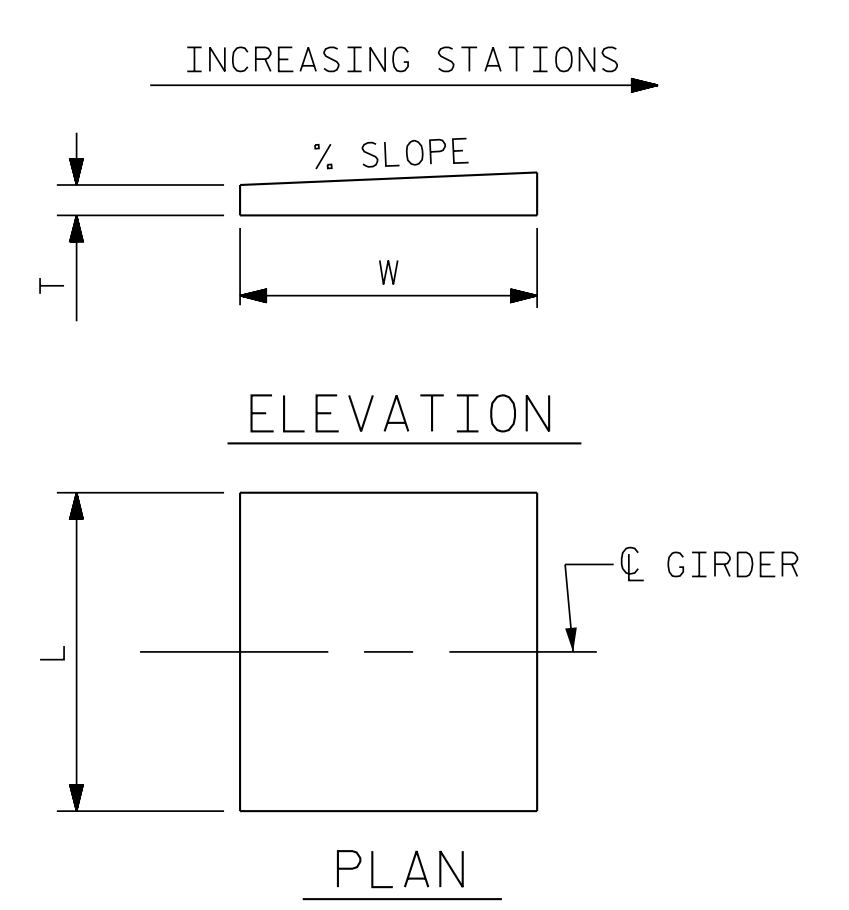 INCREASING STATIONS
% SLOPE
T
W
ELEVATION
℄ GIRDER
L
PLAN